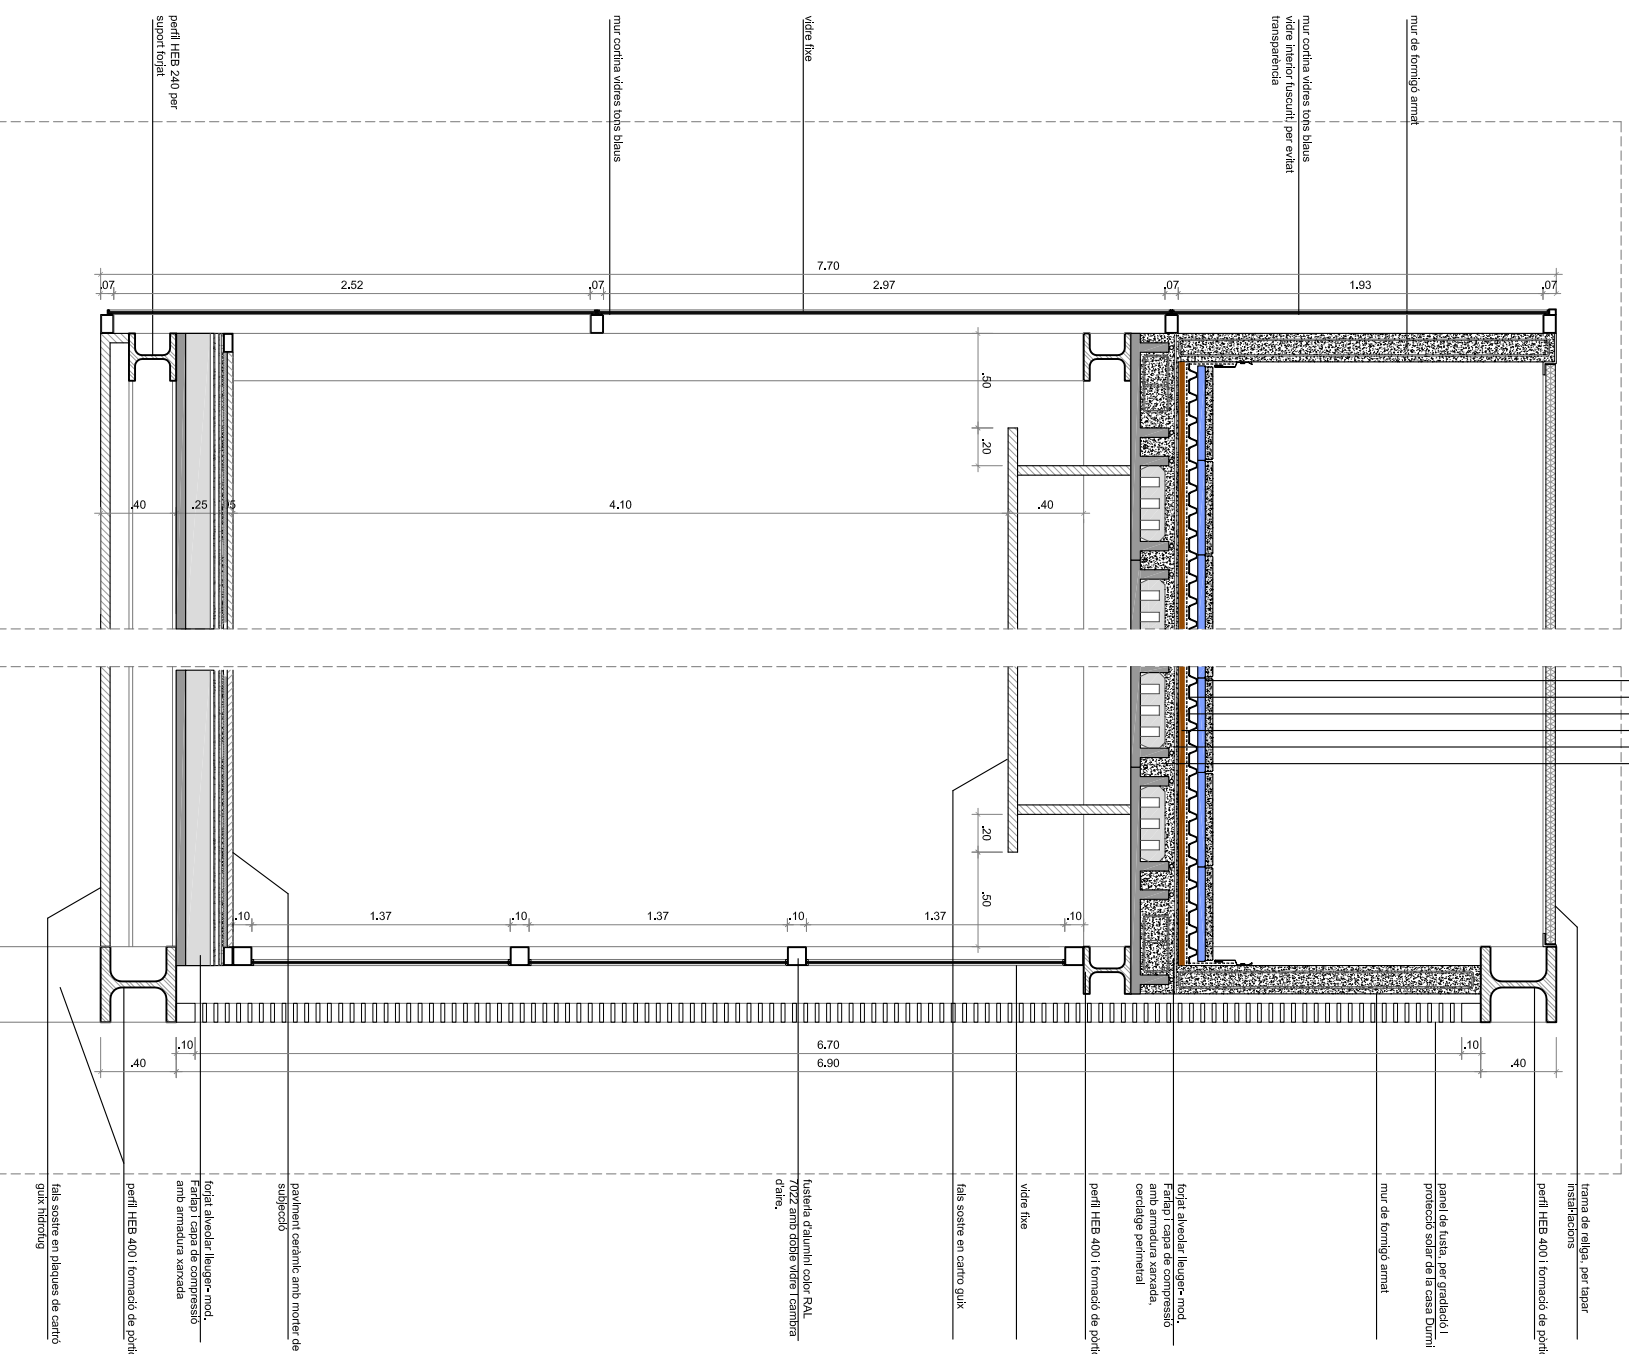 perfil HEB 240 per
suport forjat
mur cortina vidres tons blaus
vidre fixe
mur cortina vidres tons blaus
vidre interior fuscurit, per evitat
transparència
mur de formigó armat
7.70
.07
2.52
.07
2.97
.07
1.93
.07
.50
.20
.40
.25
.05
4.10
.40
.20
.50
.10
1.37
.10
1.37
.10
1.37
.10
.10
6.70
.10
.40
6.90
.40
fals sostre en plaques de cartró
guix hidrofug
perfil HEB 400 i formació de pòrtic
forjat alveolar lleuger- mod.
Farlap i capa de compressió
amb armadura xarxada
paviment ceràmic amb morter de
subjecció
fusteria d'alumini color RAL
7022 amb doble vidre i cambra
d'aire.
fals sostre en cartro guix
vidre fixe
perfil HEB 400 i formació de pòrtic
forjat alveolar lleuger- mod.
Farlap i capa de compressió
amb armadura xarxada,
cerclatge perimetral
mur de formigó armat
panel de fusta, per gradiació i
protecció solar de la casa Durmi
perfil HEB 400 i formació de pòrtic
trama de religa, per tapar
instal·lacions